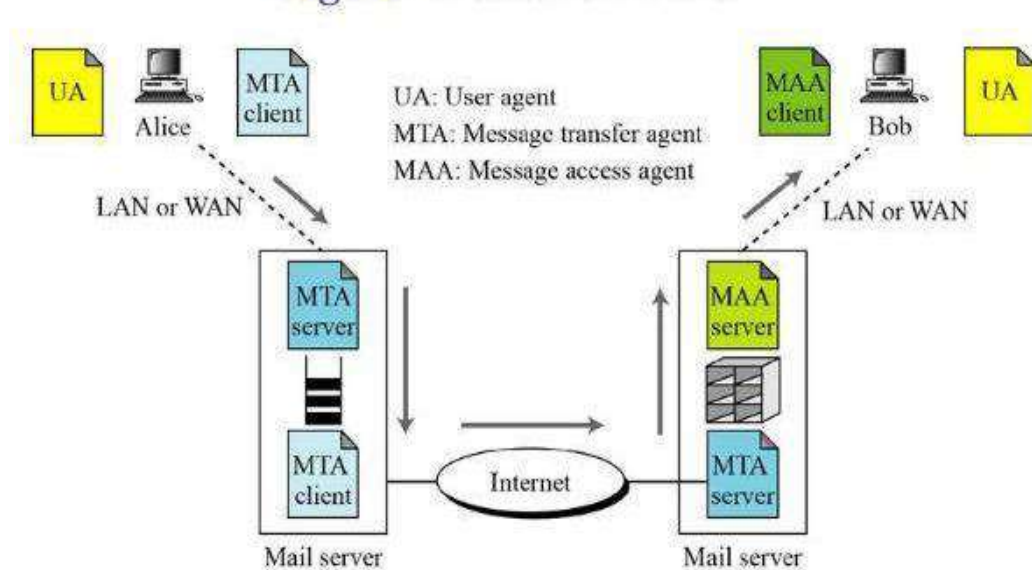 UA
Alice
MTA
client
UA: User agent
MTA: Message transfer agent
MAA: Message access agent
MAA
client
Bob
UA
LAN or WAN
LAN or WAN
MTA
server
MAA
server
MTA
client
Internet
MTA
server
Mail server
Mail server